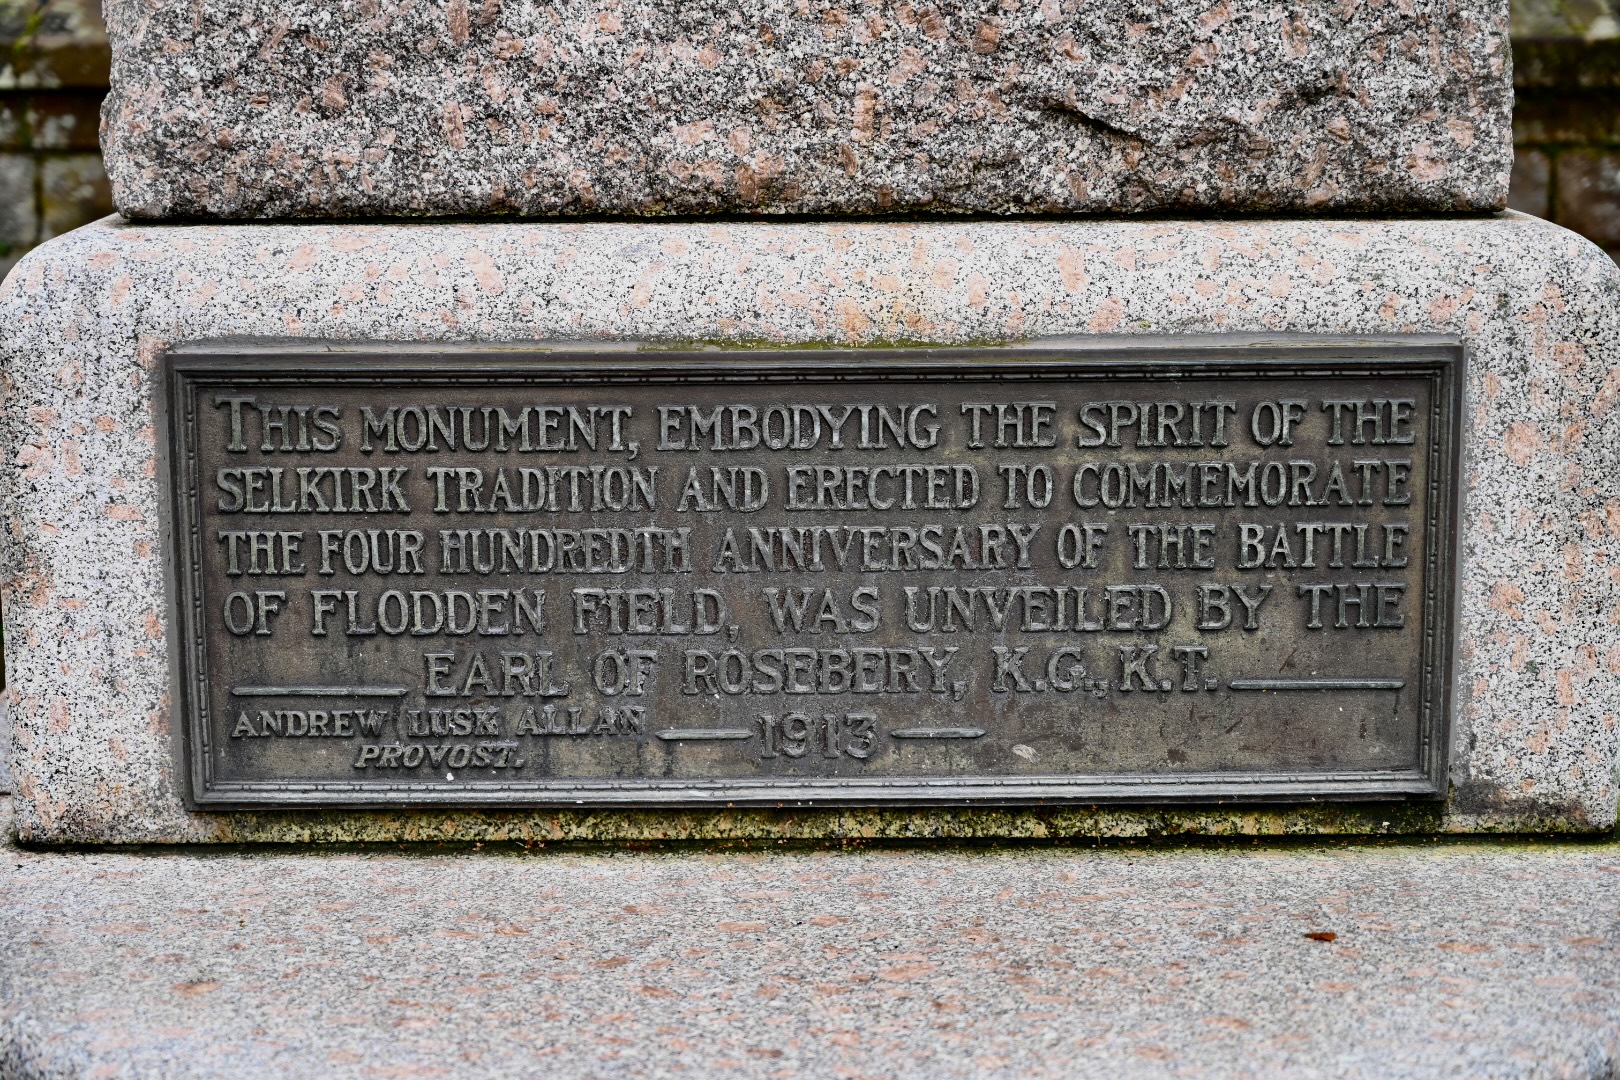 THIS MONUMENT, EMBODYING THE SPIRIT OF THE
SELKIRK TRADITION AND ERECTED TO COMMEMORATE
THE FOUR HUNDREDTH ANNIVERSARY OF THE BATTLE
OF FLODDEN FIELD, WAS UNVEILED BY THE
EARL OF ROSEBERY, K.G., K.T.
ANDREW LUSK ALLAN
PROVOST.
1913